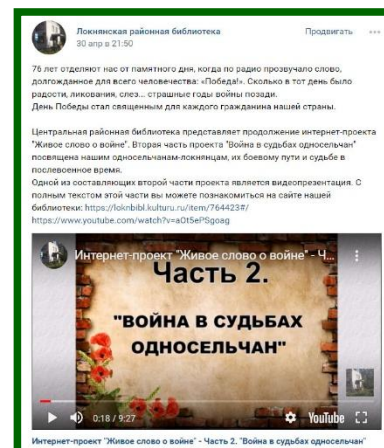 Локнянская районная библиотека
Продвигать ···
30 апр в 21:50
76 лет отделяют нас от памятного дня, когда по радио прозвучало слово,
долгожданное для всего человечества: «Победа!». Сколько в тот день было
радости, ликования, слез... страшные годы войны позади.
День Победы стал священным для каждого гражданина нашей страны.
Центральная районная библиотека представляет продолжение интернет-проекта
"Живое слово о войне". Вторая часть проекта "Война в судьбах односельчан"
посвящена нашим односельчанам-локнянцам, их боевому пути и судьбе в
послевоенное время.
Одной из составляющих второй части проекта является видеопрезентация. С
полным текстом этой части вы можете познакомиться на сайте нашей
библиотеки: https://loknbibl.kulturu.ru/item/764423#/
https://www.youtube.com/watch?v=aOt5ePSgoag
Интернет-проект "Живое слово о войне" - Ч...
Часть 2.
"ВОЙНА В СУДЬБАХ
ОДНОСЕЛЬЧАН"
0:18 / 9:27
YouTube
Интернет-проект "Живое слово о войне" - Часть 2. "Война в судьбах односельчан"